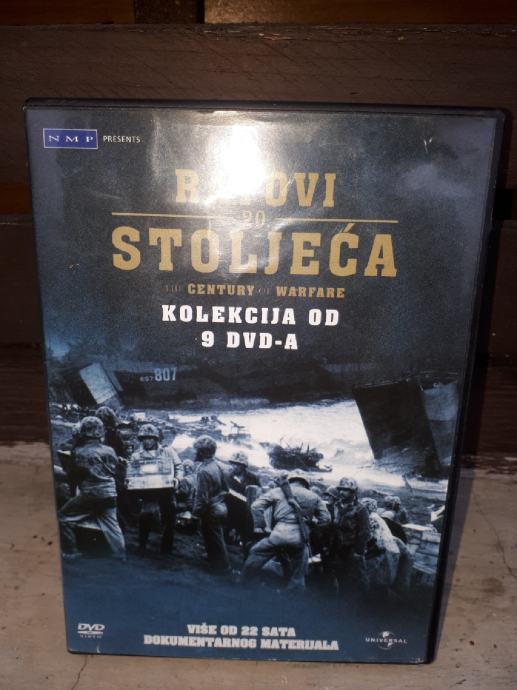 NMP PRESENTS
RATOVI
20
STOLJEĆA
THE CENTURY OF WARFARE
KOLEKCIJA OD
9 DVD-A
807
VIŠE OD 22 SATA
DOKUMENTARNOG MATERIJALA
DVD
VIDEO
UNIVERSAL